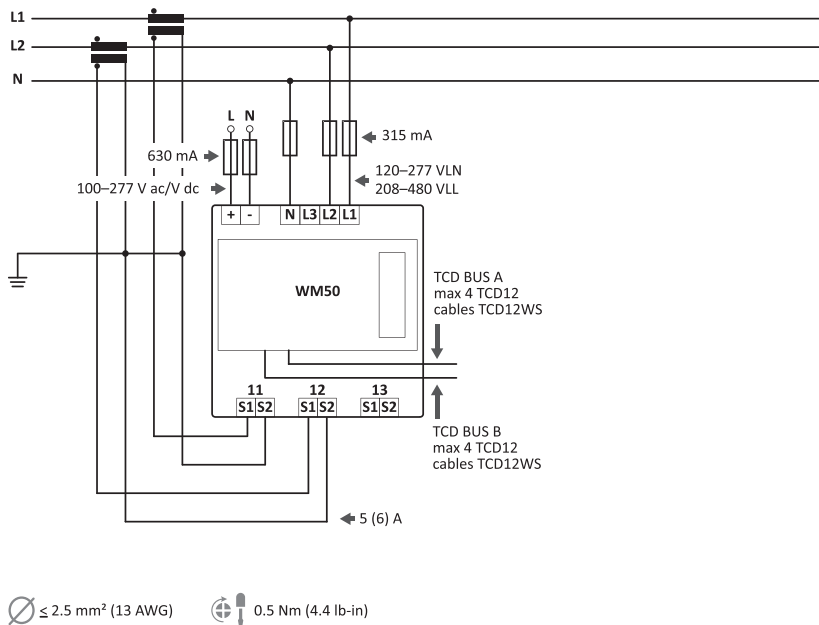 L1
L2
N
L N
630 mA
315 mA
100–277 V ac/V dc
120–277 VLN
208–480 VLL
+ - N L3 L2 L1
WM50
TCD BUS A
max 4 TCD12
cables TCD12WS
11 12 13
S1 S2 S1 S2 S1 S2
TCD BUS B
max 4 TCD12
cables TCD12WS
5 (6) A
≤ 2.5 mm² (13 AWG)
0.5 Nm (4.4 lb-in)